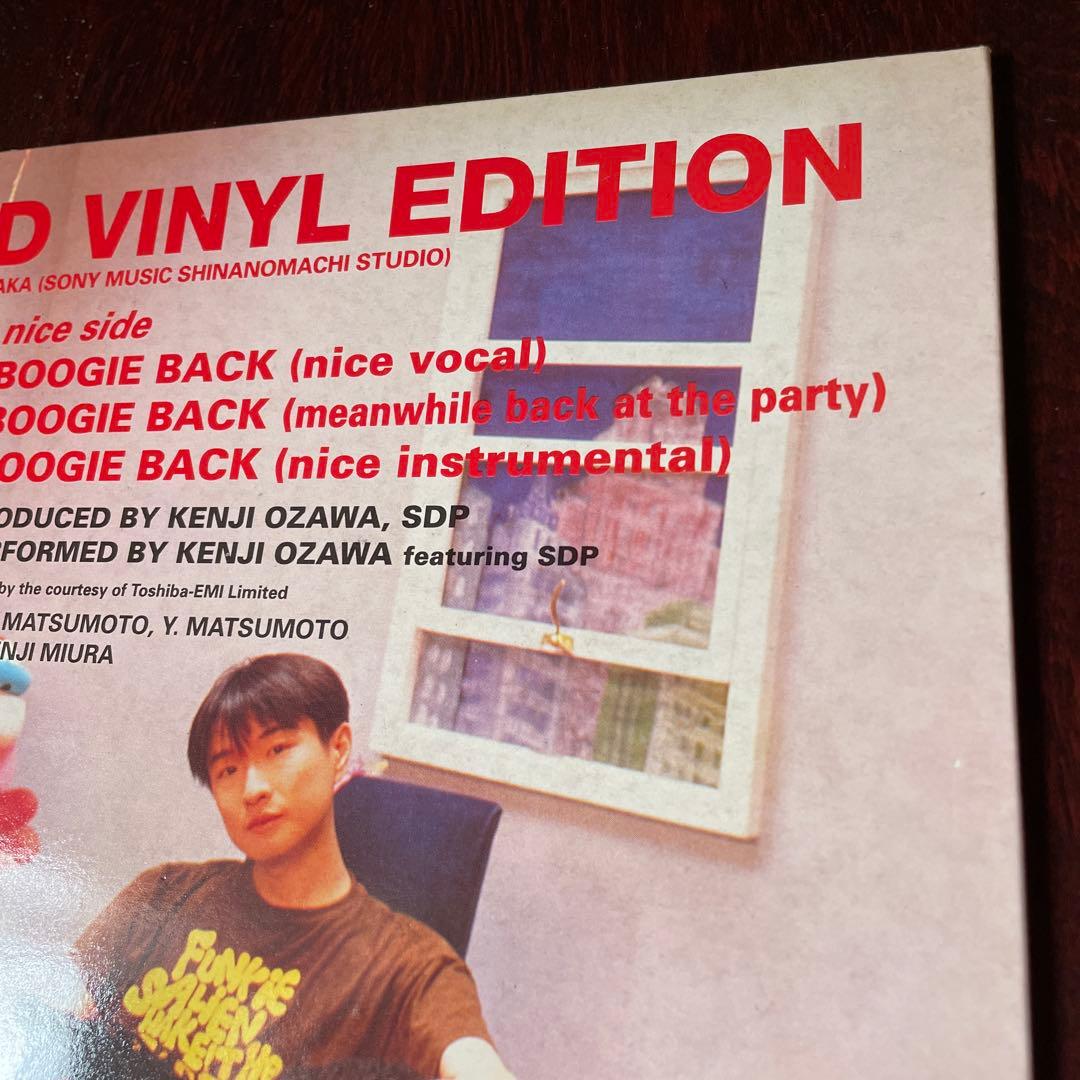 D VINYL EDITION
AKA (SONY MUSIC SHINANOMACHI STUDIO)
nice side
BOOGIE BACK (nice vocal)
BOOGIE BACK (meanwhile back at the party)
OOGIE BACK (nice instrumental)
ODUCED BY KENJI OZAWA, SDP
RFORMED BY KENJI OZAWA featuring SDP
by the courtesy of Toshiba-EMI Limited
MATSUMOTO, Y. MATSUMOTO
NJI MIURA
FUNKIE